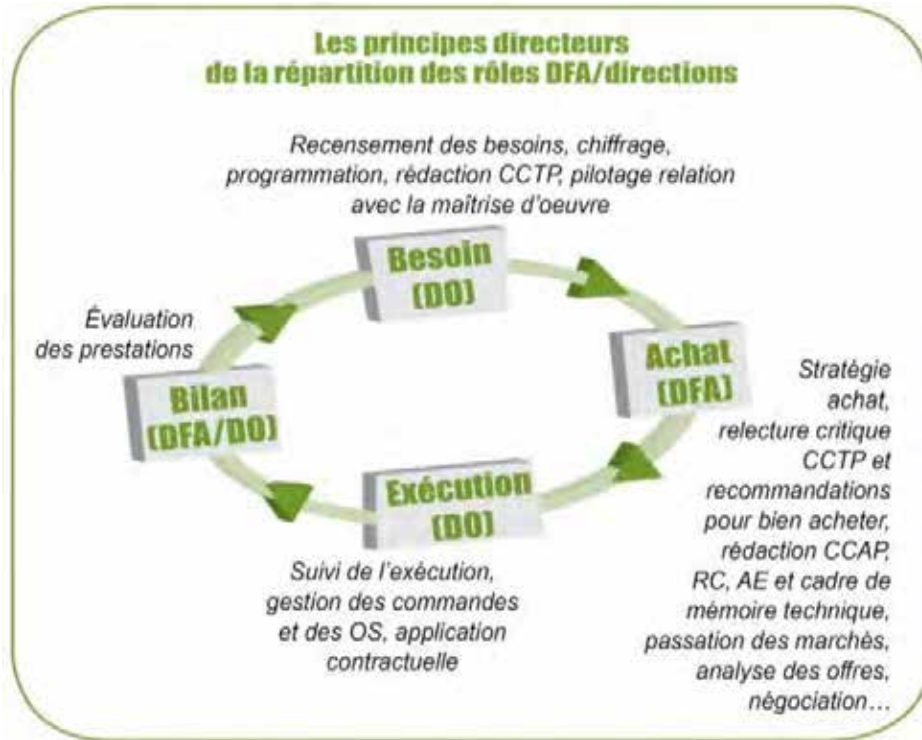 Les principes directeurs
de la répartition des rôles DFA/directions
Recensement des besoins, chiffrage,
programmation, rédaction CCTP, pilotage relation
avec la maîtrise d'oeuvre
Besoin
(DO)
Évaluation
des prestations
Bilan
(DFA/DO)
Achat
(DFA)
Stratégie
achat,
relecture critique
CCTP et
recommandations
pour bien acheter,
rédaction CCAP,
RC, AE et cadre de
mémoire technique,
passation des marchés,
analyse des offres,
négociation…
Exécution
(DO)
Suivi de l'exécution,
gestion des commandes
et des OS, application
contractuelle